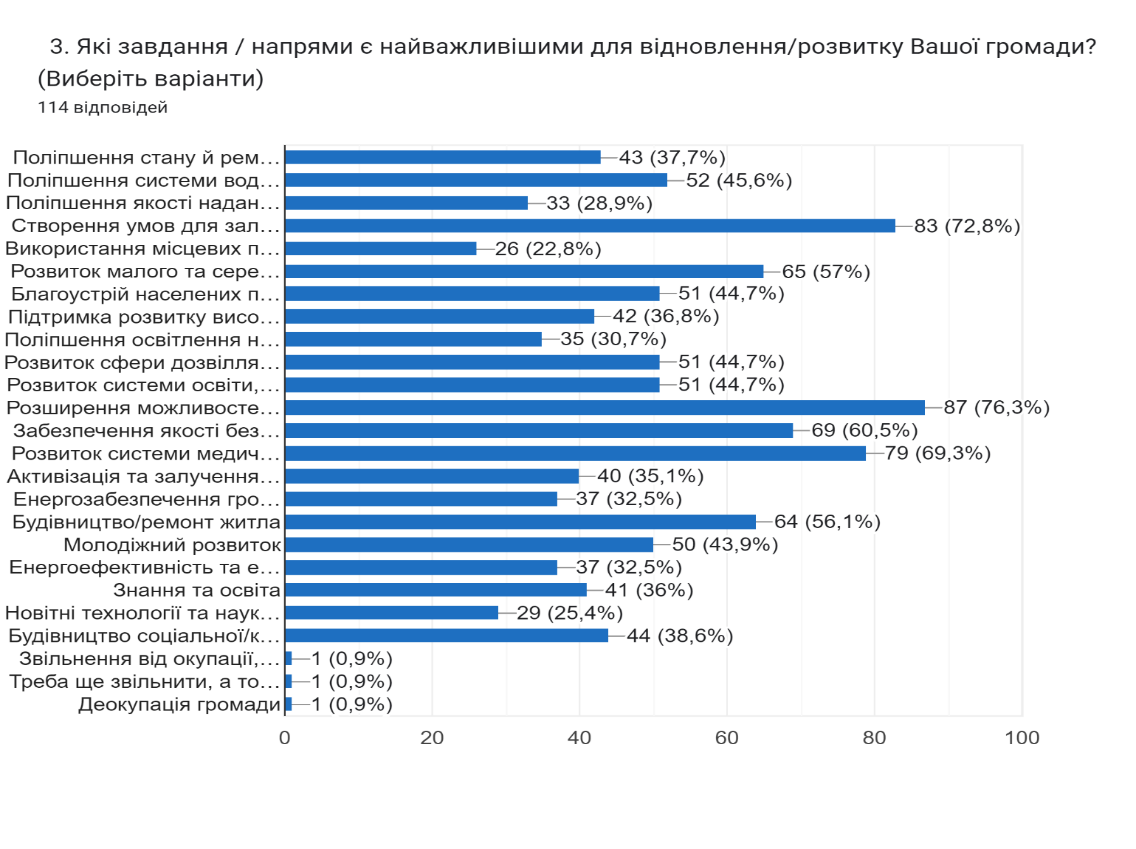 3. Які завдання / напрями є найважливішими для відновлення/розвитку Вашої громади?
(Виберіть варіанти)
114 відповідей
Поліпшення стану й рем… 43 (37,7%)
Поліпшення системи вод… 52 (45,6%)
Поліпшення якості надан… 33 (28,9%)
Створення умов для зал… 83 (72,8%)
Використання місцевих п… 26 (22,8%)
Розвиток малого та сере… 65 (57%)
Благоустрій населених п… 51 (44,7%)
Підтримка розвитку висо… 42 (36,8%)
Поліпшення освітлення н… 35 (30,7%)
Розвиток сфери дозвілля… 51 (44,7%)
Розвиток системи освіти,… 51 (44,7%)
Розширення можливосте… 87 (76,3%)
Забезпечення якості без… 69 (60,5%)
Розвиток системи медич… 79 (69,3%)
Активізація та залучення… 40 (35,1%)
Енергозабезпечення гро… 37 (32,5%)
Будівництво/ремонт житла 64 (56,1%)
Молодіжний розвиток 50 (43,9%)
Енергоефективність та е… 37 (32,5%)
Знання та освіта 41 (36%)
Новітні технології та наук… 29 (25,4%)
Будівництво соціальної/к… 44 (38,6%)
Звільнення від окупації,… 1 (0,9%)
Треба ще звільнити, а то… 1 (0,9%)
Деокупація громади 1 (0,9%)
0 20 40 60 80 100